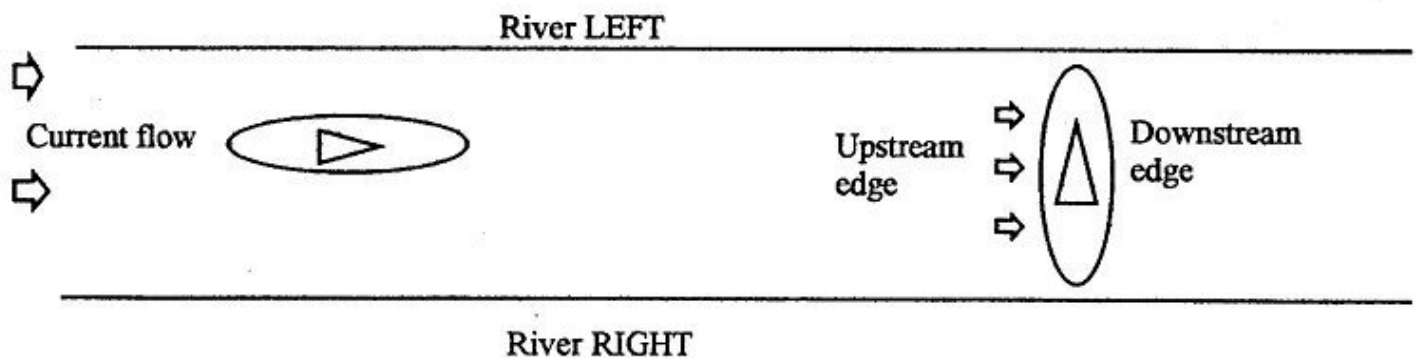 River LEFT
Current flow
Upstream
edge
Downstream
edge
River RIGHT